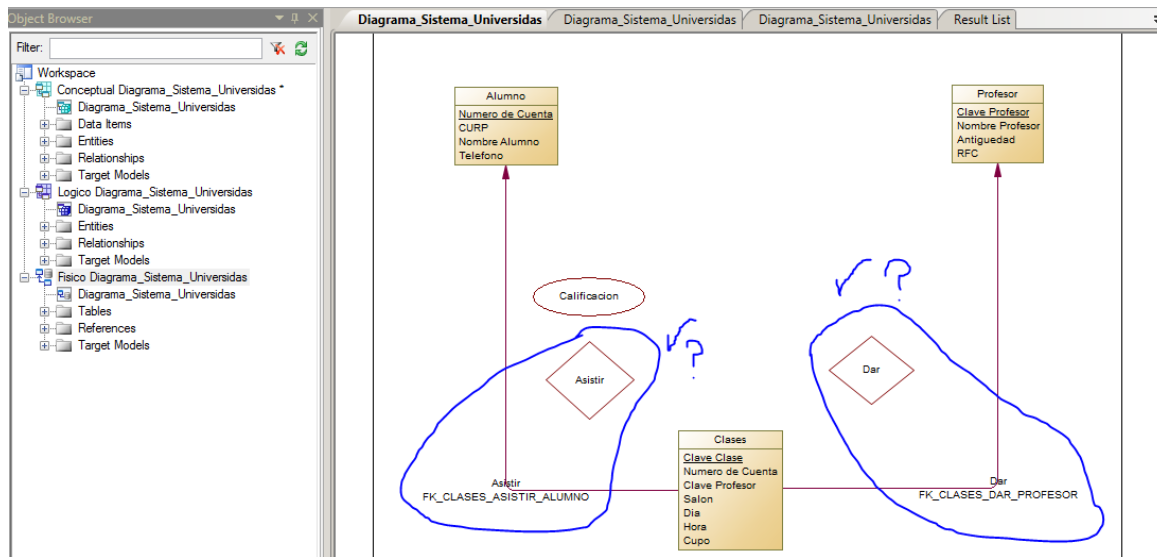 Object Browser
Filter:
Workspace
Conceptual Diagrama_Sistema_Universidas *
Diagrama_Sistema_Universidas
Data Items
Entities
Relationships
Target Models
Logico Diagrama_Sistema_Universidas
Diagrama_Sistema_Universidas
Entities
Relationships
Target Models
Fisico Diagrama_Sistema_Universidas
Diagrama_Sistema_Universidas
Tables
References
Target Models
Diagrama_Sistema_Universidas
Diagrama_Sistema_Universidas
Diagrama_Sistema_Universidas
Result List
Alumno
Numero de Cuenta
CURP
Nombre Alumno
Telefono
Profesor
Clave Profesor
Nombre Profesor
Antiguedad
RFC
Calificacion
?
?
Asistir
Dar
Clases
Clave Clase
Numero de Cuenta
Clave Profesor
Salon
Dia
Hora
Cupo
Asistir
FK_CLASES_ASISTIR_ALUMNO
Dar
FK_CLASES_DAR_PROFESOR